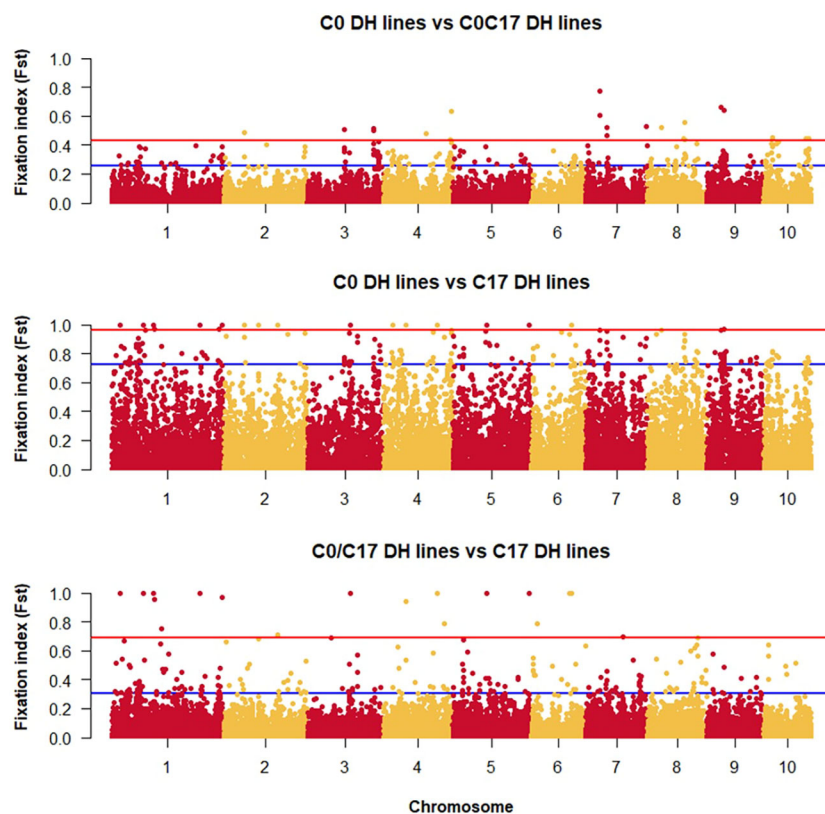 C0 DH lines vs C0C17 DH lines
Fixation index (Fst)
1.0
0.8
0.6
0.4
0.2
0.0
1 2 3 4 5 6 7 8 9 10
C0 DH lines vs C17 DH lines
Fixation index (Fst)
1.0
0.8
0.6
0.4
0.2
0.0
1 2 3 4 5 6 7 8 9 10
C0/C17 DH lines vs C17 DH lines
Fixation index (Fst)
1.0
0.8
0.6
0.4
0.2
0.0
1 2 3 4 5 6 7 8 9 10
Chromosome